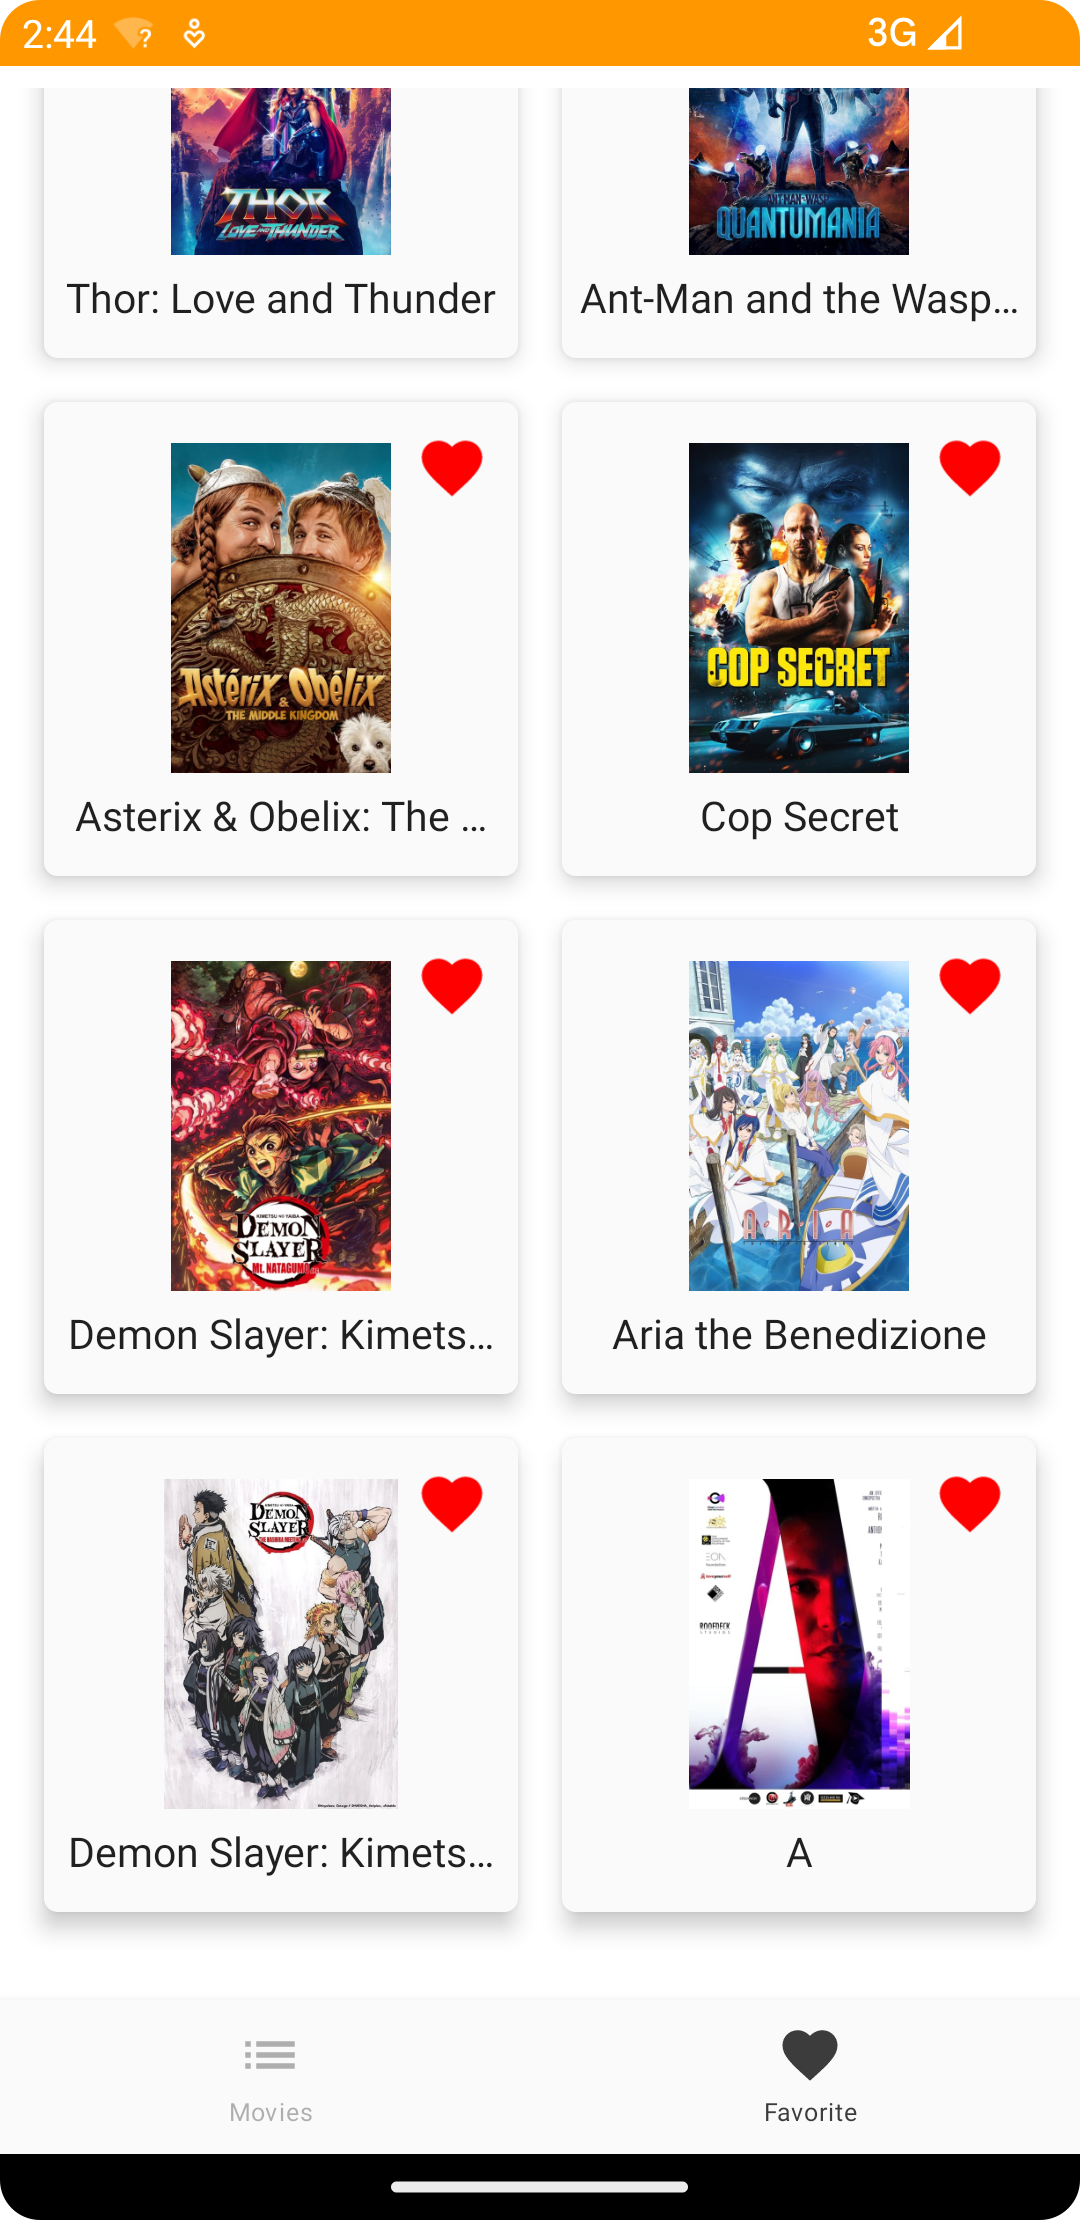 2:44
3G
THOR
LOVE AND THUNDER
ANT-MAN AND THE WASP
QUANTUMANIA
Thor: Love and Thunder
Ant-Man and the Wasp...
Astérix & Obélix
THE MIDDLE KINGDOM
COP SECRET
Asterix & Obelix: The ...
Cop Secret
KIMETSU NO YAIBA
DEMON
SLAYER
Mt. NATAGUMO
A·R·I·A
Demon Slayer: Kimets...
Aria the Benedizione
DEMON
SLAYER
A
Demon Slayer: Kimets...
A
Movies
Favorite